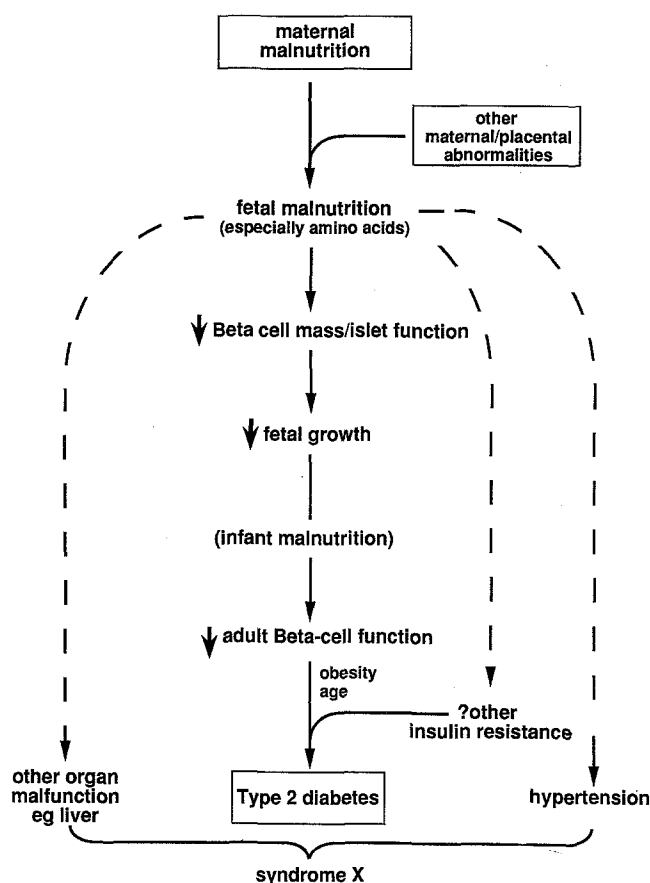 maternal
malnutrition
other
maternal/placental
abnormalities
fetal malnutrition
(especially amino acids)
Beta cell mass/islet function
fetal growth
(infant malnutrition)
adult Beta-cell function
obesity
age
?other
insulin resistance
other organ
malfunction
eg liver
Type 2 diabetes
hypertension
syndrome X